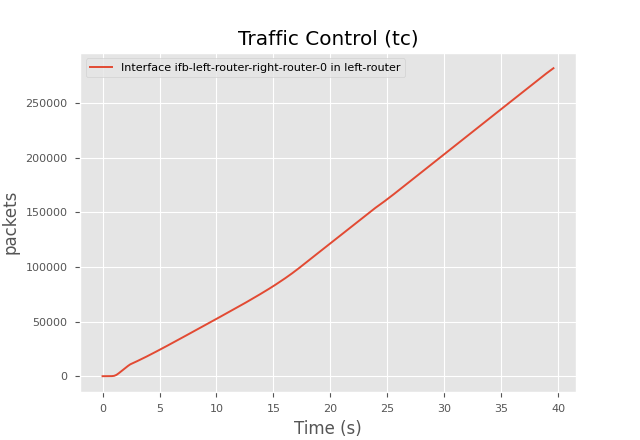 Traffic Control (tc)
Interface ifb-left-router-right-router-0 in left-router
250000
200000
150000
100000
50000
0
packets
0 5 10 15 20 25 30 35 40
Time (s)